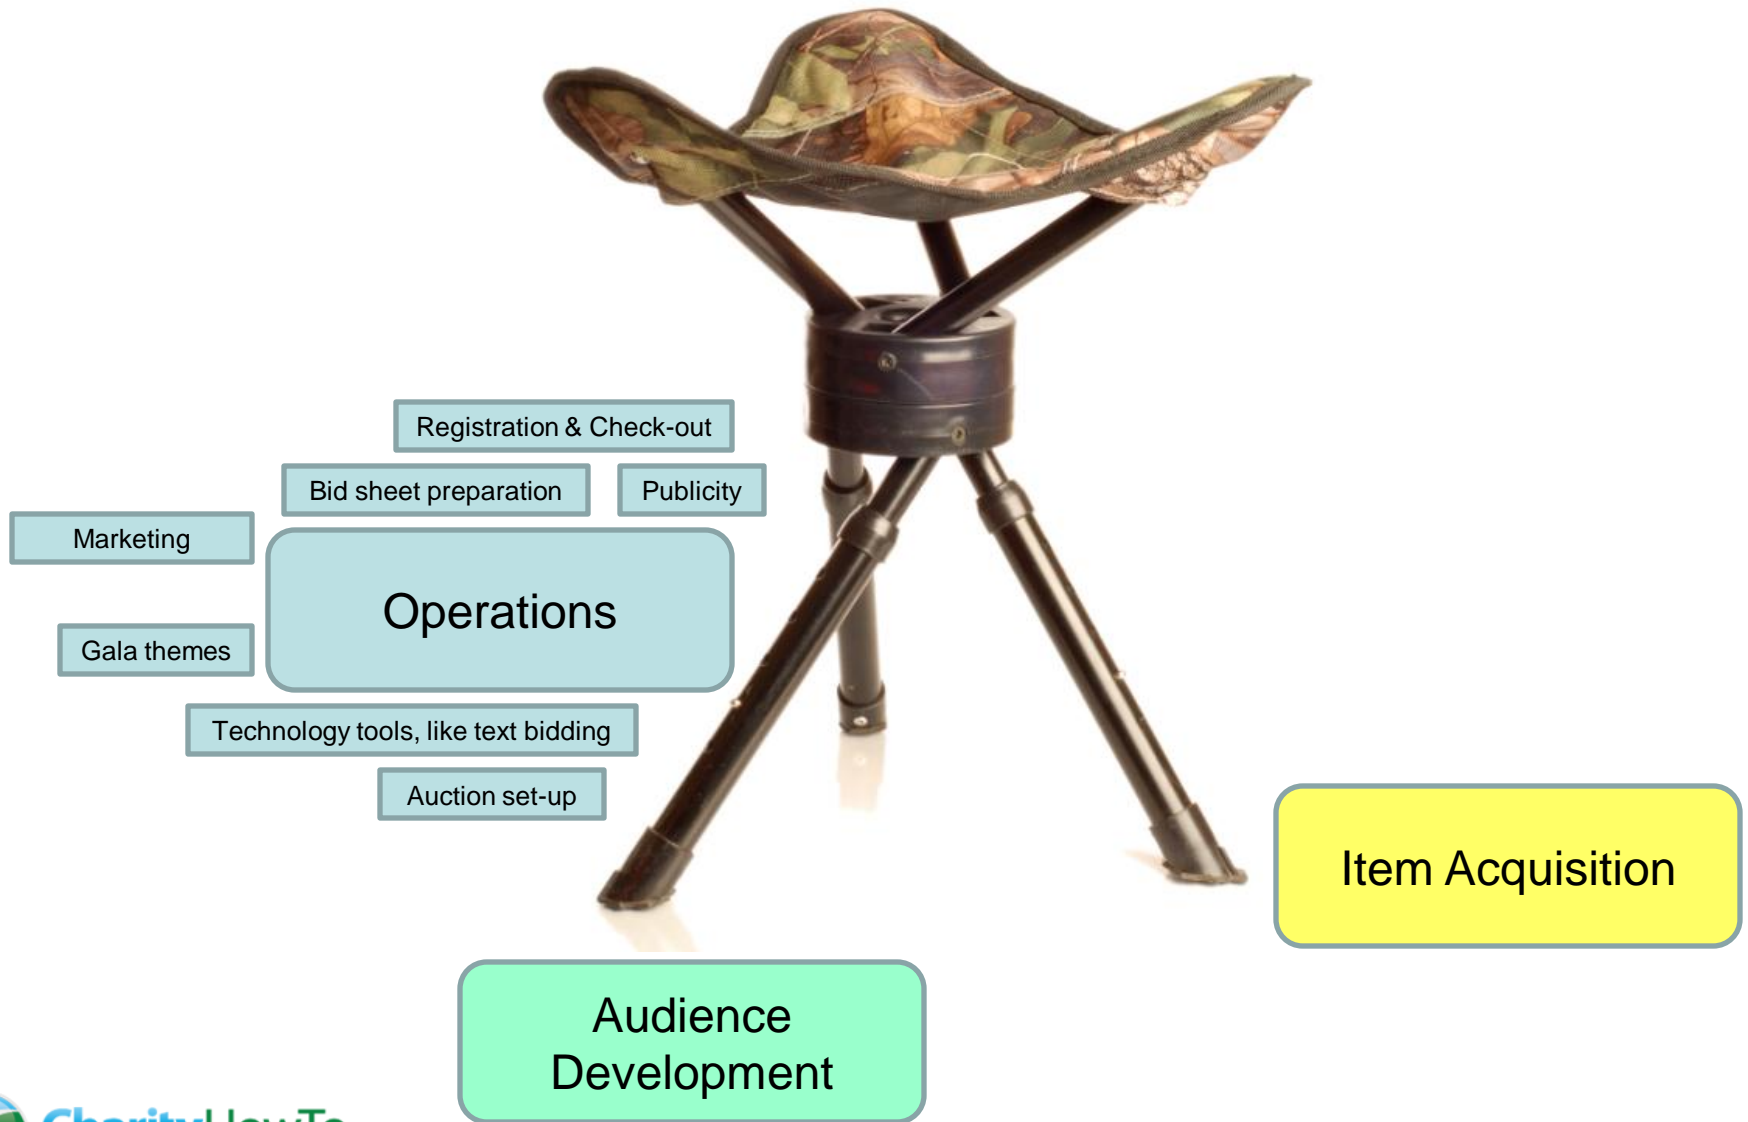 Registration & Check-out
Bid sheet preparation
Publicity
Marketing
Operations
Gala themes
Technology tools, like text bidding
Auction set-up
Item Acquisition
Audience
Development
CharityHowTo